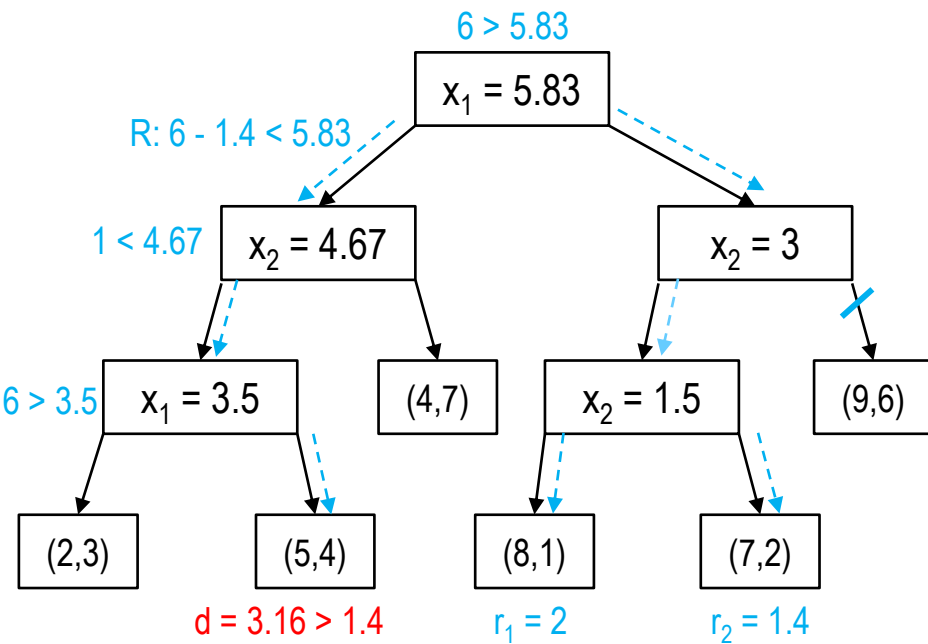 6 > 5.83
x₁ = 5.83
R: 6 - 1.4 < 5.83
1 < 4.67
x₂ = 4.67
x₂ = 3
6 > 3.5
x₁ = 3.5
(4,7)
x₂ = 1.5
(9,6)
(2,3)
(5,4)
(8,1)
(7,2)
d = 3.16 > 1.4
r₁ = 2
r₂ = 1.4